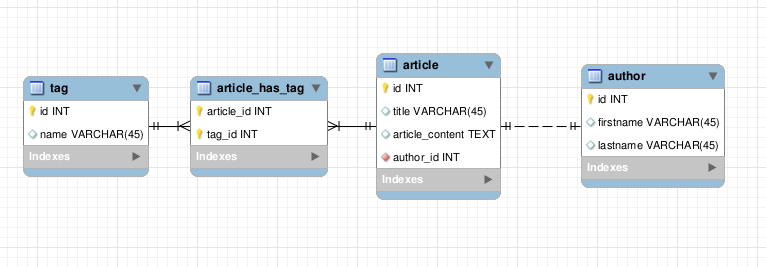 tag
id INT
name VARCHAR(45)
Indexes
article_has_tag
article_id INT
tag_id INT
Indexes
article
id INT
title VARCHAR(45)
article_content TEXT
author_id INT
Indexes
author
id INT
firstname VARCHAR(45)
lastname VARCHAR(45)
Indexes